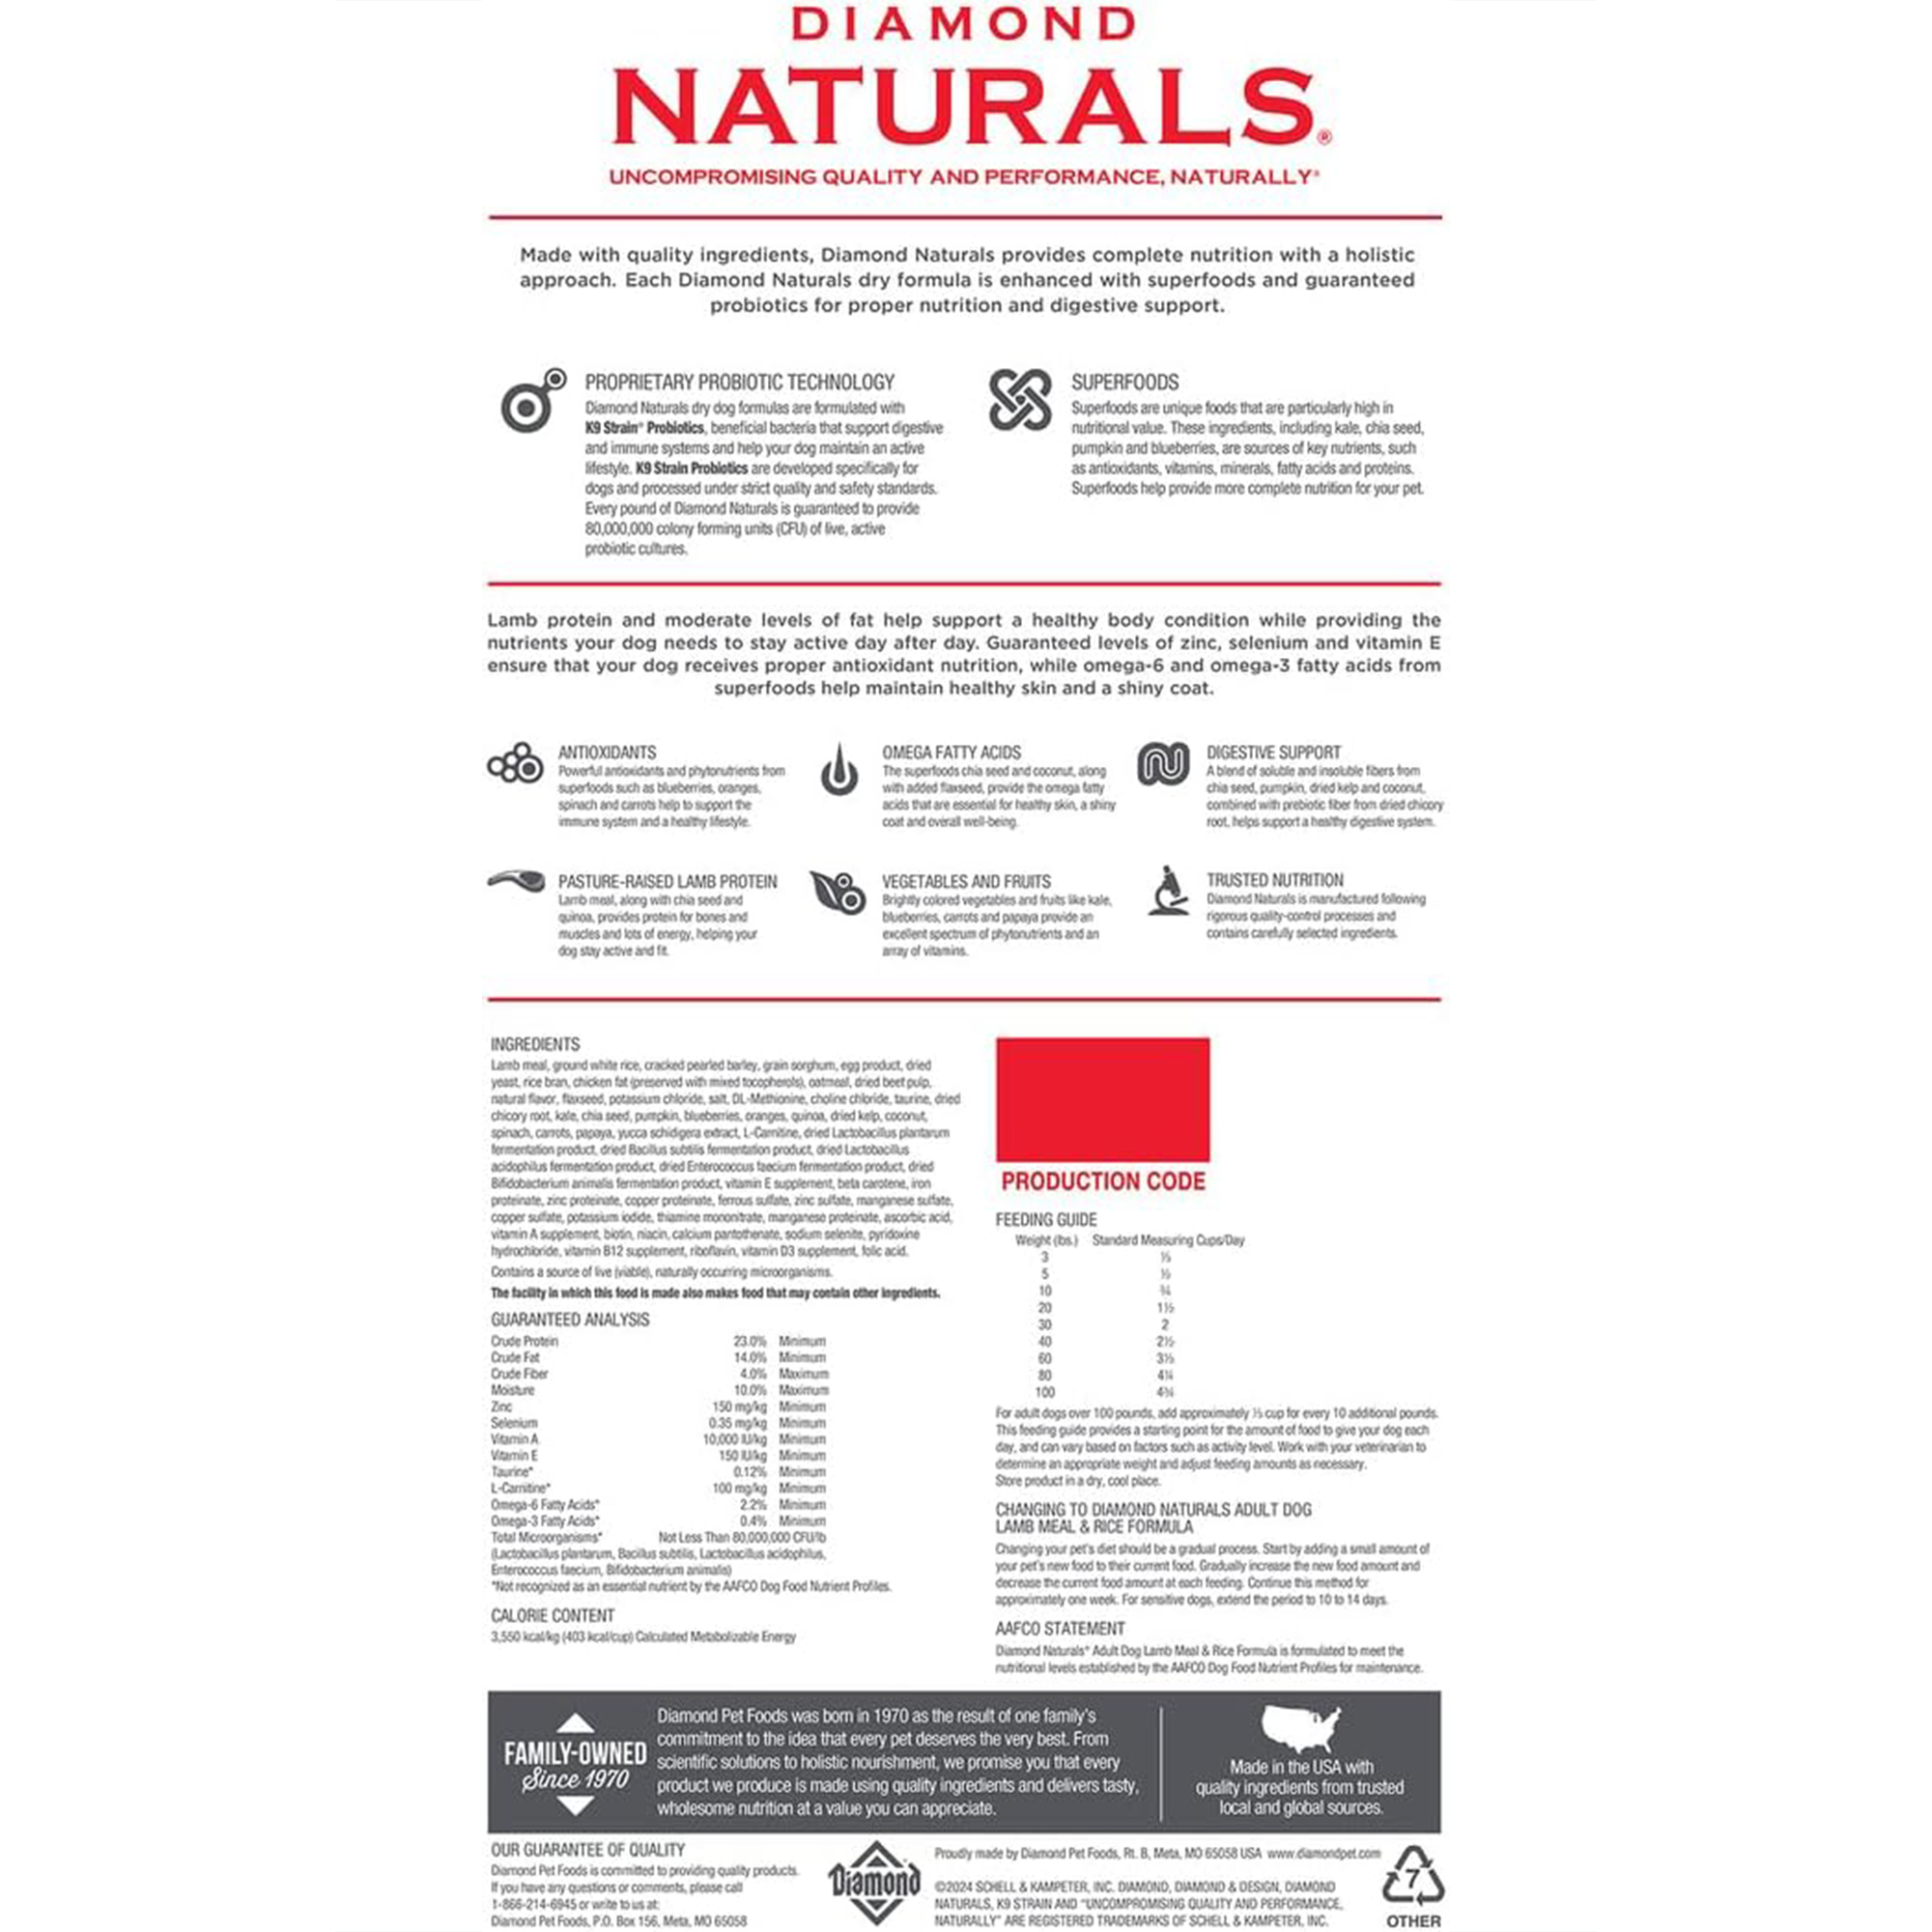 DIAMOND
NATURALS®
UNCOMPROMISING QUALITY AND PERFORMANCE, NATURALLY®
Made with quality ingredients, Diamond Naturals provides complete nutrition with a holistic
approach. Each Diamond Naturals dry formula is enhanced with superfoods and guaranteed
probiotics for proper nutrition and digestive support.
PROPRIETARY PROBIOTIC TECHNOLOGY
Diamond Naturals dry dog formulas are formulated with
K9 Strain® Probiotics, beneficial bacteria that support digestive
and immune systems and help your dog maintain an active
lifestyle. K9 Strain Probiotics are developed specifically for
dogs and processed under strict quality and safety standards.
Every pound of Diamond Naturals is guaranteed to provide
80,000,000 colony forming units (CFU) of live, active
probiotic cultures.
SUPERFOODS
Superfoods are unique foods that are particularly high in
nutritional value. These ingredients, including kale, chia seed,
pumpkin and blueberries, are sources of key nutrients, such
as antioxidants, vitamins, minerals, fatty acids and proteins.
Superfoods help provide more complete nutrition for your pet.
Lamb protein and moderate levels of fat help support a healthy body condition while providing the
nutrients your dog needs to stay active day after day. Guaranteed levels of zinc, selenium and vitamin E
ensure that your dog receives proper antioxidant nutrition, while omega-6 and omega-3 fatty acids from
superfoods help maintain healthy skin and a shiny coat.
ANTIOXIDANTS
Powerful antioxidants and phytonutrients from
superfoods such as blueberries, oranges,
spinach and carrots help to support the
immune system and a healthy lifestyle.
OMEGA FATTY ACIDS
The superfoods chia seed and coconut, along
with added flaxseed, provide the omega fatty
acids that are essential for healthy skin, a shiny
coat and overall well-being.
DIGESTIVE SUPPORT
A blend of soluble and insoluble fibers from
chia seed, pumpkin, dried kelp and coconut,
combined with prebiotic fiber from dried chicory
root, helps support a healthy digestive system.
PASTURE-RAISED LAMB PROTEIN
Lamb meal, along with chia seed and
quinoa, provides protein for bones and
muscles and lots of energy, helping your
dog stay active and fit.
VEGETABLES AND FRUITS
Brightly colored vegetables and fruits like kale,
blueberries, carrots and papaya provide an
excellent spectrum of phytonutrients and an
array of vitamins.
TRUSTED NUTRITION
Diamond Naturals is manufactured following
rigorous quality-control processes and
contains carefully selected ingredients.
INGREDIENTS
Lamb meal, ground white rice, cracked pearled barley, grain sorghum, egg product, dried
yeast, rice bran, chicken fat (preserved with mixed tocopherols), oatmeal, dried beet pulp,
natural flavor, flaxseed, potassium chloride, salt, DL-Methionine, choline chloride, taurine, dried
chicory root, kale, chia seed, pumpkin, blueberries, oranges, quinoa, dried kelp, coconut,
spinach, carrots, papaya, yucca schidigera extract, L-Carnitine, dried Lactobacillus plantarum
fermentation product, dried Bacillus subtilis fermentation product, dried Lactobacillus
acidophilus fermentation product, dried Enterococcus faecium fermentation product, dried
Bifidobacterium animalis fermentation product, vitamin E supplement, beta carotene, iron
proteinate, zinc proteinate, copper proteinate, ferrous sulfate, zinc sulfate, manganese sulfate,
copper sulfate, potassium iodide, thiamine mononitrate, manganese proteinate, ascorbic acid,
vitamin A supplement, biotin, niacin, calcium pantothenate, sodium selenite, pyridoxine
hydrochloride, vitamin B12 supplement, riboflavin, vitamin D3 supplement, folic acid.
Contains a source of live (viable), naturally occurring microorganisms.
The facility in which this food is made also makes food that may contain other ingredients.
GUARANTEED ANALYSIS
Crude Protein 23.0% Minimum
Crude Fat 14.0% Minimum
Crude Fiber 4.0% Maximum
Moisture 10.0% Maximum
Zinc 150 mg/kg Minimum
Selenium 0.35 mg/kg Minimum
Vitamin A 10,000 IU/kg Minimum
Vitamin E 150 IU/kg Minimum
Taurine* 0.12% Minimum
L-Carnitine* 100 mg/kg Minimum
Omega-6 Fatty Acids* 2.2% Minimum
Omega-3 Fatty Acids* 0.4% Minimum
Total Microorganisms* Not Less Than 80,000,000 CFU/lb
(Lactobacillus plantarum, Bacillus subtilis, Lactobacillus acidophilus,
Enterococcus faecium, Bifidobacterium animalis)
*Not recognized as an essential nutrient by the AAFCO Dog Food Nutrient Profiles.
CALORIE CONTENT
3,550 kcal/kg (403 kcal/cup) Calculated Metabolizable Energy
PRODUCTION CODE
FEEDING GUIDE
Weight (lbs.) Standard Measuring Cups/Day
3
5
10 ¾
20
30 2
40
60
80 4¼
100 4¾
For adult dogs over 100 pounds, add approximately cup for every 10 additional pounds.
This feeding guide provides a starting point for the amount of food to give your dog each
day, and can vary based on factors such as activity level. Work with your veterinarian to
determine an appropriate weight and adjust feeding amounts as necessary.
Store product in a dry, cool place.
CHANGING TO DIAMOND NATURALS ADULT DOG
LAMB MEAL & RICE FORMULA
Changing your pet's diet should be a gradual process. Start by adding a small amount of
your pet's new food to their current food. Gradually increase the new food amount and
decrease the current food amount at each feeding. Continue this method for
approximately one week. For sensitive dogs, extend the period to 10 to 14 days.
AAFCO STATEMENT
Diamond Naturals® Adult Dog Lamb Meal & Rice Formula is formulated to meet the
nutritional levels established by the AAFCO Dog Food Nutrient Profiles for maintenance.
FAMILY-OWNED
Since 1970
Diamond Pet Foods was born in 1970 as the result of one family's
commitment to the idea that every pet deserves the very best. From
scientific solutions to holistic nourishment, we promise you that every
product we produce is made using quality ingredients and delivers tasty,
wholesome nutrition at a value you can appreciate.
Made in the USA with
quality ingredients from trusted
local and global sources.
OUR GUARANTEE OF QUALITY
Diamond Pet Foods is committed to providing quality products.
If you have any questions or comments, please call
1-866-214-6945 or write to us at:
Diamond Pet Foods, P.O. Box 156, Meta, MO 65058
Diamond
Proudly made by Diamond Pet Foods, Rt. B, Meta, MO 65058 USA www.diamondpet.com
©2024 SCHELL & KAMPETER, INC. DIAMOND, DIAMOND & DESIGN, DIAMOND
NATURALS, K9 STRAIN AND "UNCOMPROMISING QUALITY AND PERFORMANCE,
NATURALLY" ARE REGISTERED TRADEMARKS OF SCHELL & KAMPETER, INC.
7
OTHER